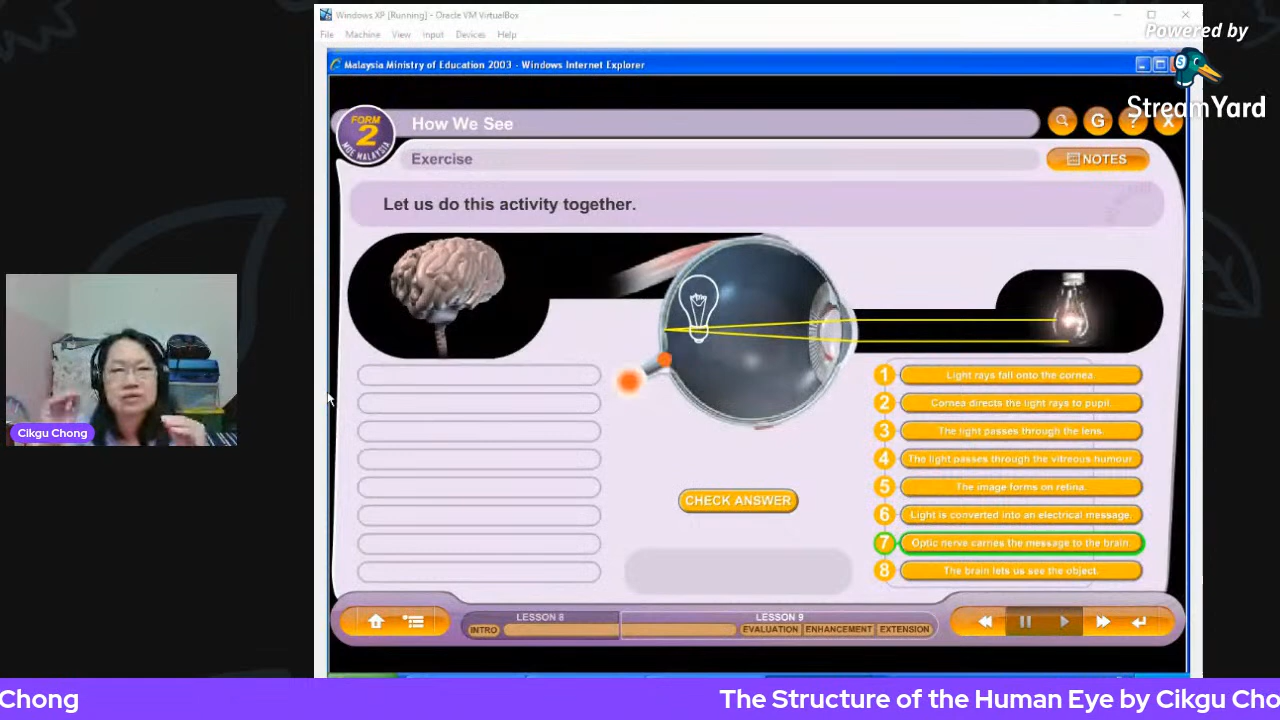 Windows XP [Running] - Oracle VM VirtualBox
File Machine View Input Devices Help
Powered by
StreamYard
Malaysia Ministry of Education 2003 - Windows Internet Explorer
FORM
2
MOE MALAYSIA
How We See
G ? X
Exercise
NOTES
Let us do this activity together.
1 Light rays fall onto the cornea.
2 Cornea directs the light rays to pupil.
3 The light passes through the lens.
4 The light passes through the vitreous humour.
5 The image forms on retina.
6 Light is converted into an electrical message.
7 Optic nerve carries the message to the brain.
8 The brain lets us see the object.
CHECK ANSWER
Cikgu Chong
LESSON 8
LESSON 9
INTRO
EVALUATION ENHANCEMENT EXTENSION
Chong
The Structure of the Human Eye by Cikgu Cho